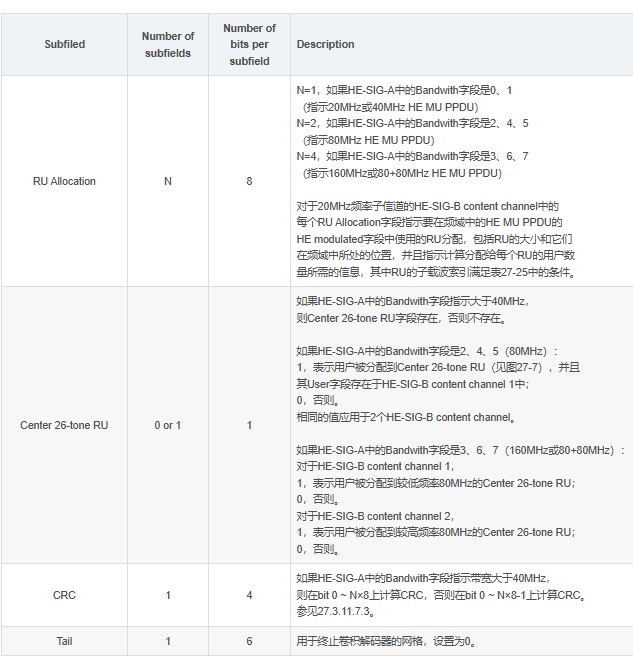 Subfiled
Number of
subfields
Number of
bits per
subfield
Description
RU Allocation
N
8
N=1，如果HE-SIG-A中的Bandwith字段是0、1
（指示20MHz或40MHz HE MU PPDU）
N=2，如果HE-SIG-A中的Bandwith字段是2、4、5
（指示80MHz HE MU PPDU）
N=4，如果HE-SIG-A中的Bandwith字段是3、6、7
（指示160MHz或80+80MHz HE MU PPDU）
对于20MHz频率子信道的HE-SIG-B content channel中的
每个RU Allocation字段指示要在频域中的HE MU PPDU的
HE modulated字段中使用的RU分配，包括RU的大小和它们
在频域中所处的位置，并且指示计算分配给每个RU的用户数
量所需的信息，其中RU的子载波索引满足表27-25中的条件。
Center 26-tone RU
0 or 1
1
如果HE-SIG-A中的Bandwith字段指示大于40MHz，
则Center 26-tone RU字段存在，否则不存在。
如果HE-SIG-A中的Bandwith字段是2、4、5（80MHz）：
1，表示用户被分配到Center 26-tone RU（见图27-7），并且
其User字段存在于HE-SIG-B content channel 1中；
0，否则。
相同的值应用于2个HE-SIG-B content channel。
如果HE-SIG-A中的Bandwith字段是3、6、7（160MHz或80+80MHz）：
对于HE-SIG-B content channel 1，
1，表示用户被分配到较低频率80MHz的Center 26-tone RU；
0，否则。
对于HE-SIG-B content channel 2，
1，表示用户被分配到较高频率80MHz的Center 26-tone RU；
0，否则。
CRC
1
4
如果HE-SIG-A中的Bandwith字段指示带宽大于40MHz，
则在bit 0 ~ N×8上计算CRC，否则在bit 0 ~ N×8-1上计算CRC。
参见27.3.11.7.3。
Tail
1
6
用于终止卷积解码器的网格，设置为0。